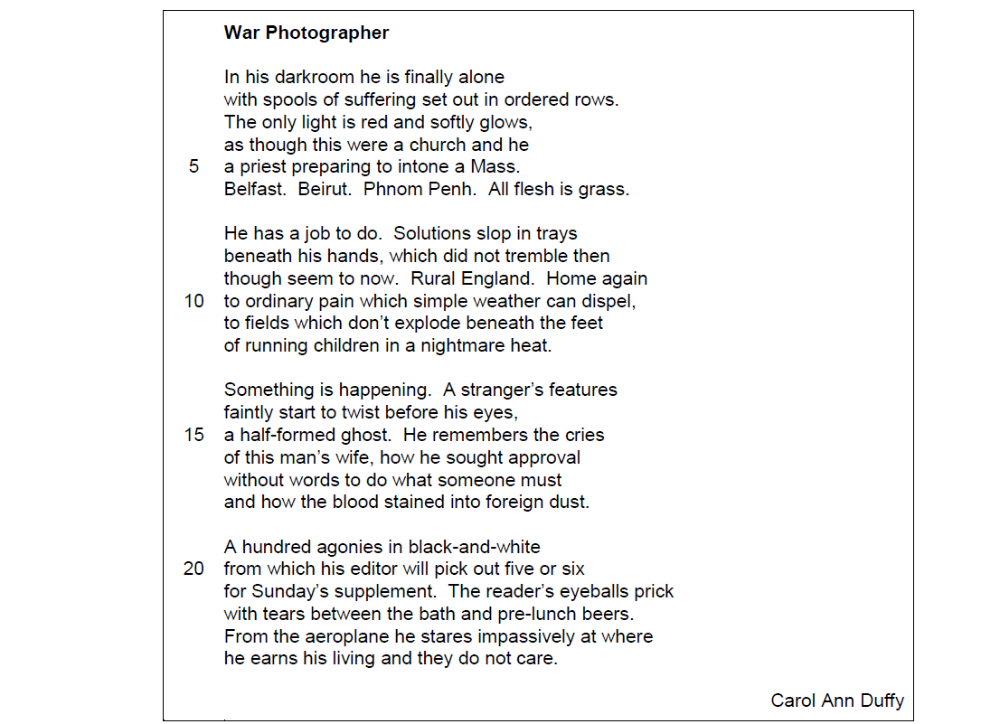 War Photographer
In his darkroom he is finally alone
with spools of suffering set out in ordered rows.
The only light is red and softly glows,
as though this were a church and he
5 a priest preparing to intone a Mass.
Belfast. Beirut. Phnom Penh. All flesh is grass.
He has a job to do. Solutions slop in trays
beneath his hands, which did not tremble then
though seem to now. Rural England. Home again
10 to ordinary pain which simple weather can dispel,
to fields which don't explode beneath the feet
of running children in a nightmare heat.
Something is happening. A stranger's features
faintly start to twist before his eyes,
15 a half-formed ghost. He remembers the cries
of this man's wife, how he sought approval
without words to do what someone must
and how the blood stained into foreign dust.
A hundred agonies in black-and-white
20 from which his editor will pick out five or six
for Sunday's supplement. The reader's eyeballs prick
with tears between the bath and pre-lunch beers.
From the aeroplane he stares impassively at where
he earns his living and they do not care.
Carol Ann Duffy